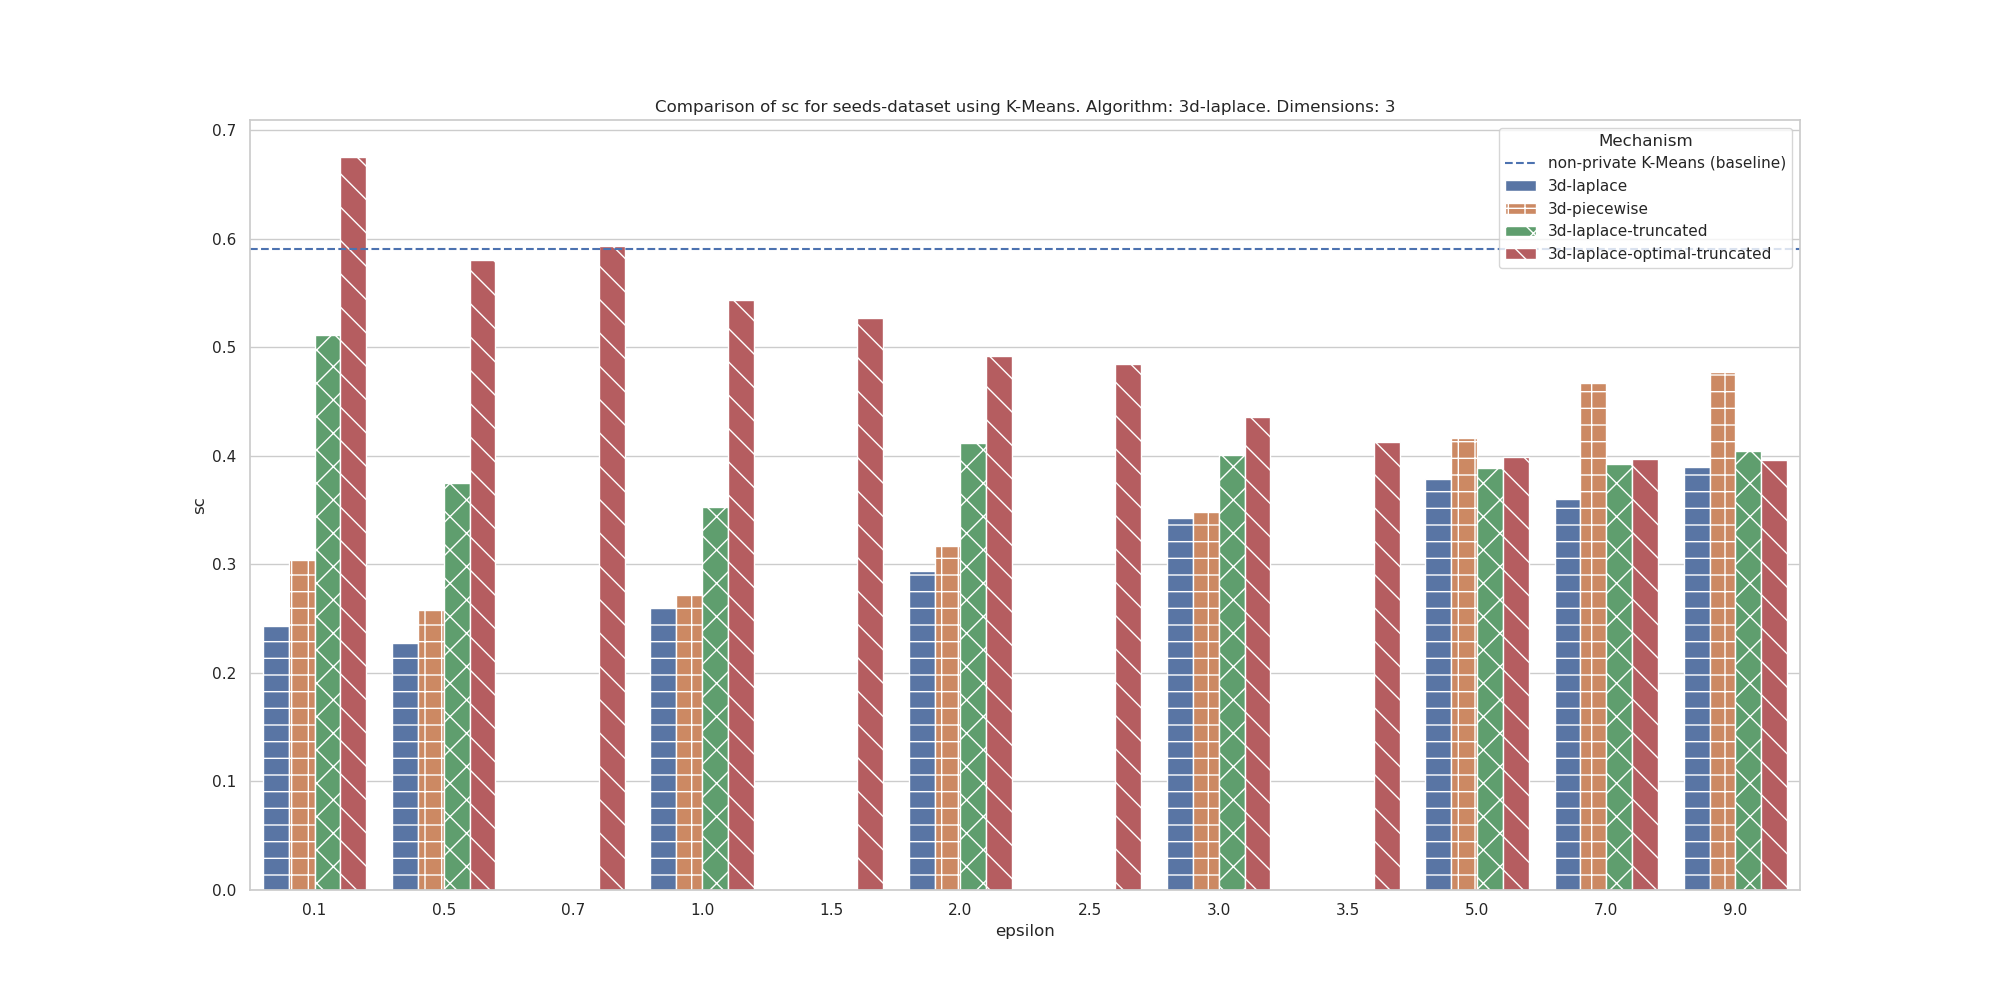 Comparison of sc for seeds-dataset using K-Means. Algorithm: 3d-laplace. Dimensions: 3
Mechanism
non-private K-Means (baseline)
3d-laplace
3d-piecewise
3d-laplace-truncated
3d-laplace-optimal-truncated
0.7
0.6
0.5
0.4
0.3
0.2
0.1
0.0
sc
0.1 0.5 0.7 1.0 1.5 2.0 2.5 3.0 3.5 5.0 7.0 9.0
epsilon